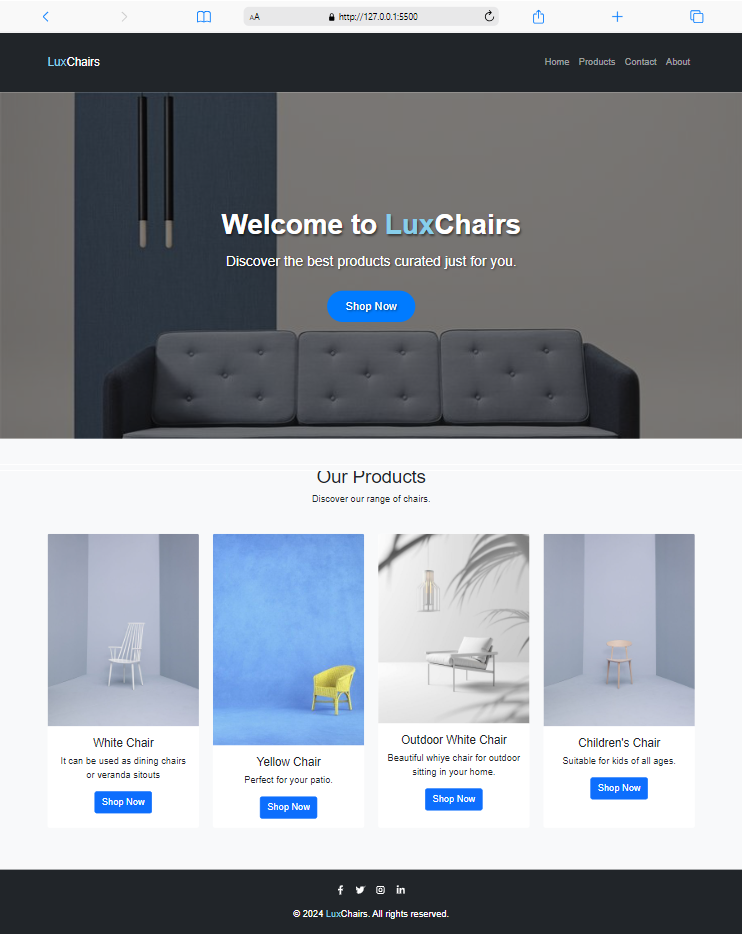 AA http://127.0.0.1:5500
LuxChairs Home Products Contact About
Welcome to LuxChairs
Discover the best products curated just for you.
Shop Now
Our Products
Discover our range of chairs.
White Chair
It can be used as dining chairs
or veranda sitouts
Shop Now
Yellow Chair
Perfect for your patio.
Shop Now
Outdoor White Chair
Beautiful whiye chair for outdoor
sitting in your home.
Shop Now
Children's Chair
Suitable for kids of all ages.
Shop Now
© 2024 LuxChairs. All rights reserved.